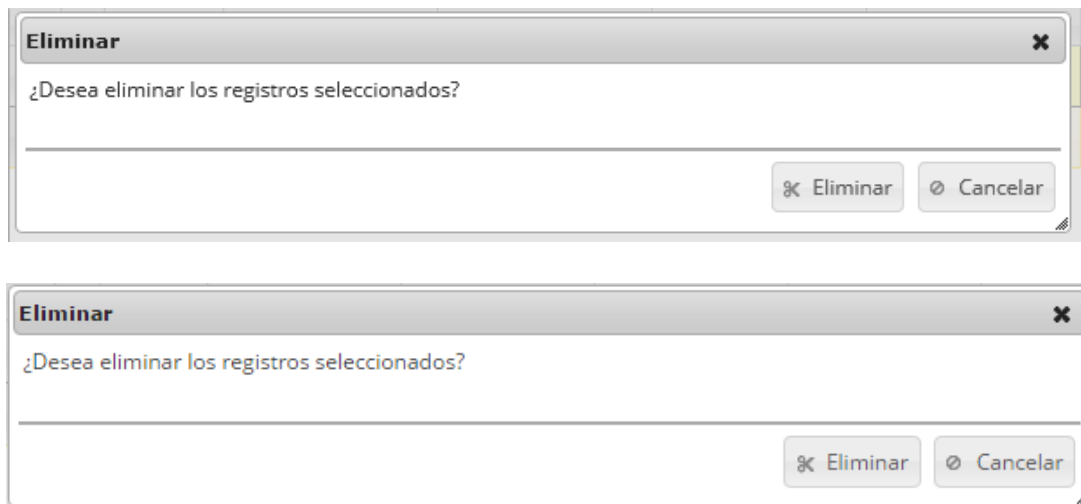 Eliminar
¿Desea eliminar los registros seleccionados?
Eliminar Cancelar
Eliminar
¿Desea eliminar los registros seleccionados?
Eliminar Cancelar